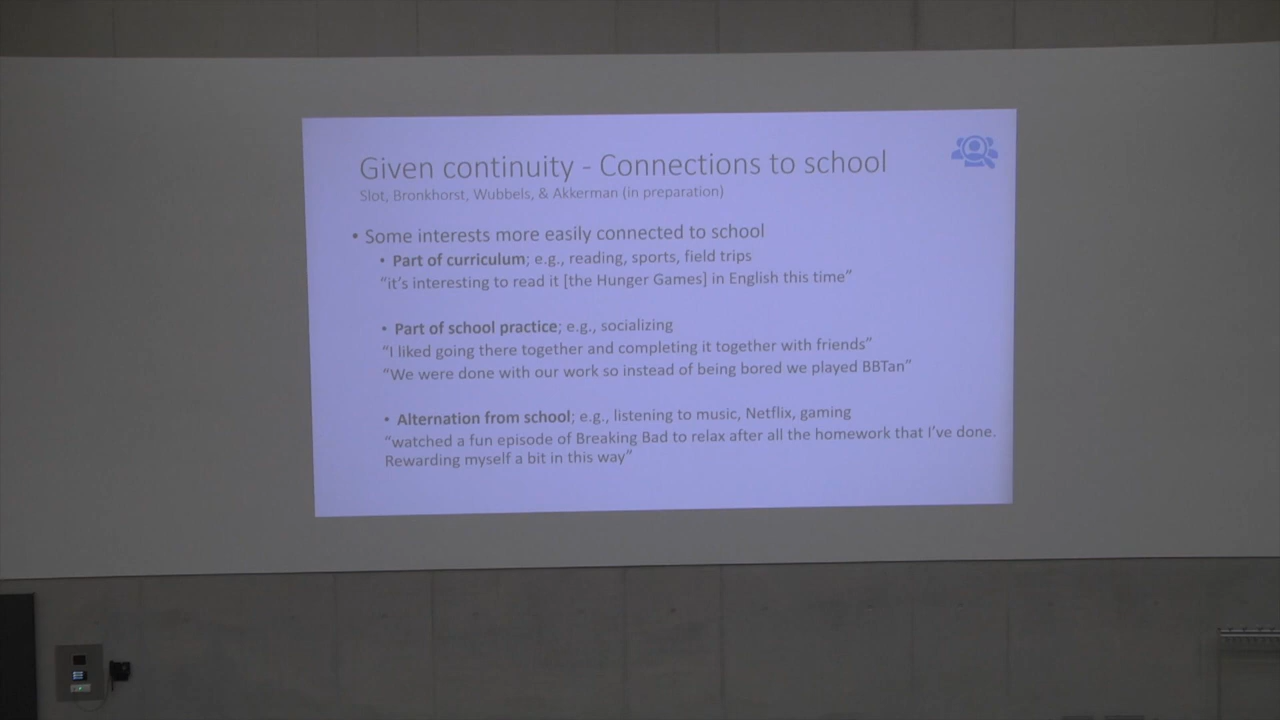 Given continuity - Connections to school
Slot, Bronkhorst, Wubbels, & Akkerman (in preparation)
• Some interests more easily connected to school
• Part of curriculum; e.g., reading, sports, field trips
“it’s interesting to read it [the Hunger Games] in English this time”
• Part of school practice; e.g., socializing
“I liked going there together and completing it together with friends”
“We were done with our work so instead of being bored we played BBTan”
• Alternation from school; e.g., listening to music, Netflix, gaming
“watched a fun episode of Breaking Bad to relax after all the homework that I’ve done.
Rewarding myself a bit in this way”